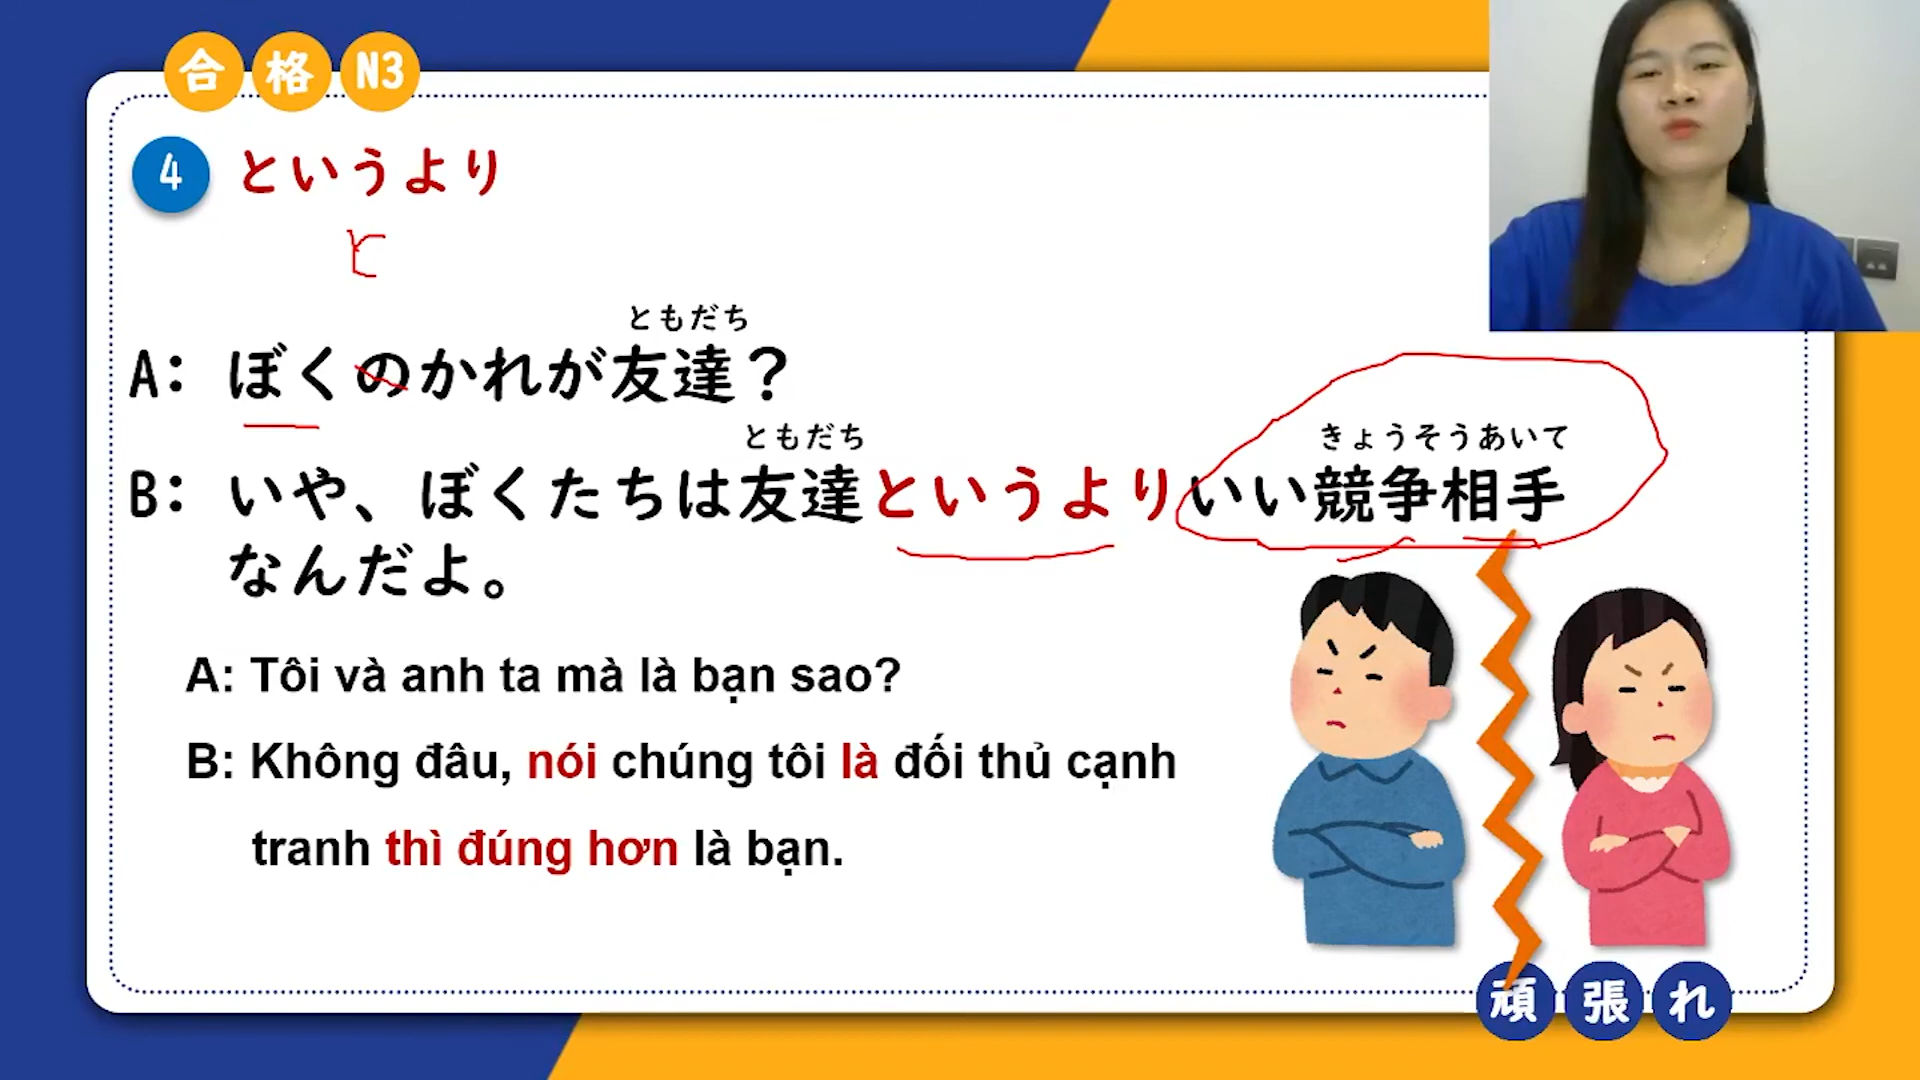 合格N3
4 というより
と
ともだち
A: ぼくのかれが友達？
ともだち きょうそうあいて
B: いや、ぼくたちは友達というよりいい競争相手
なんだよ。
A: Tôi và anh ta mà là bạn sao?
B: Không đâu, nói chúng tôi là đối thủ cạnh
tranh thì đúng hơn là bạn.
頑張れ